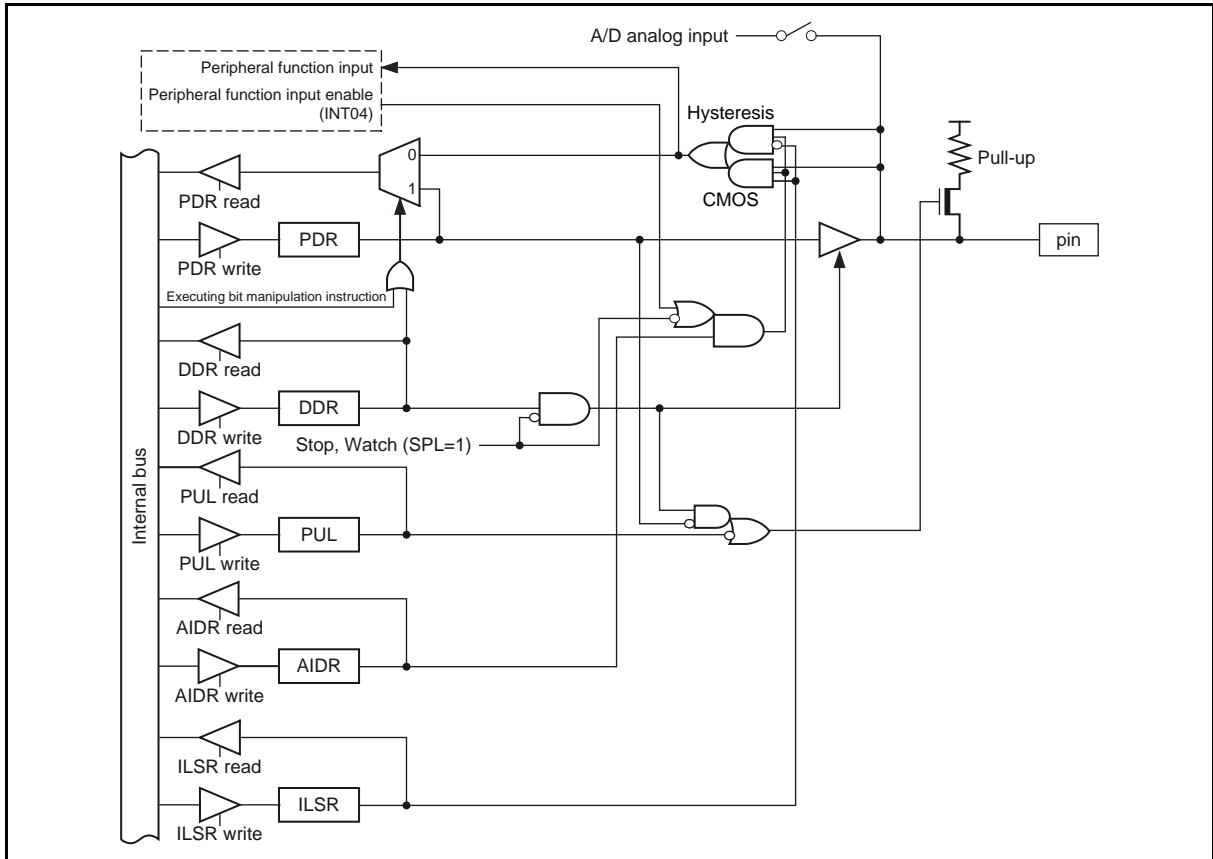 A/D analog input
Peripheral function input
Peripheral function input enable
(INT04)
Hysteresis
0
1
CMOS
Pull-up
PDR read
PDR
pin
PDR write
Executing bit manipulation instruction
DDR read
DDR
DDR write
Stop, Watch (SPL=1)
Internal bus
PUL read
PUL
PUL write
AIDR read
AIDR
AIDR write
ILSR read
ILSR
ILSR write